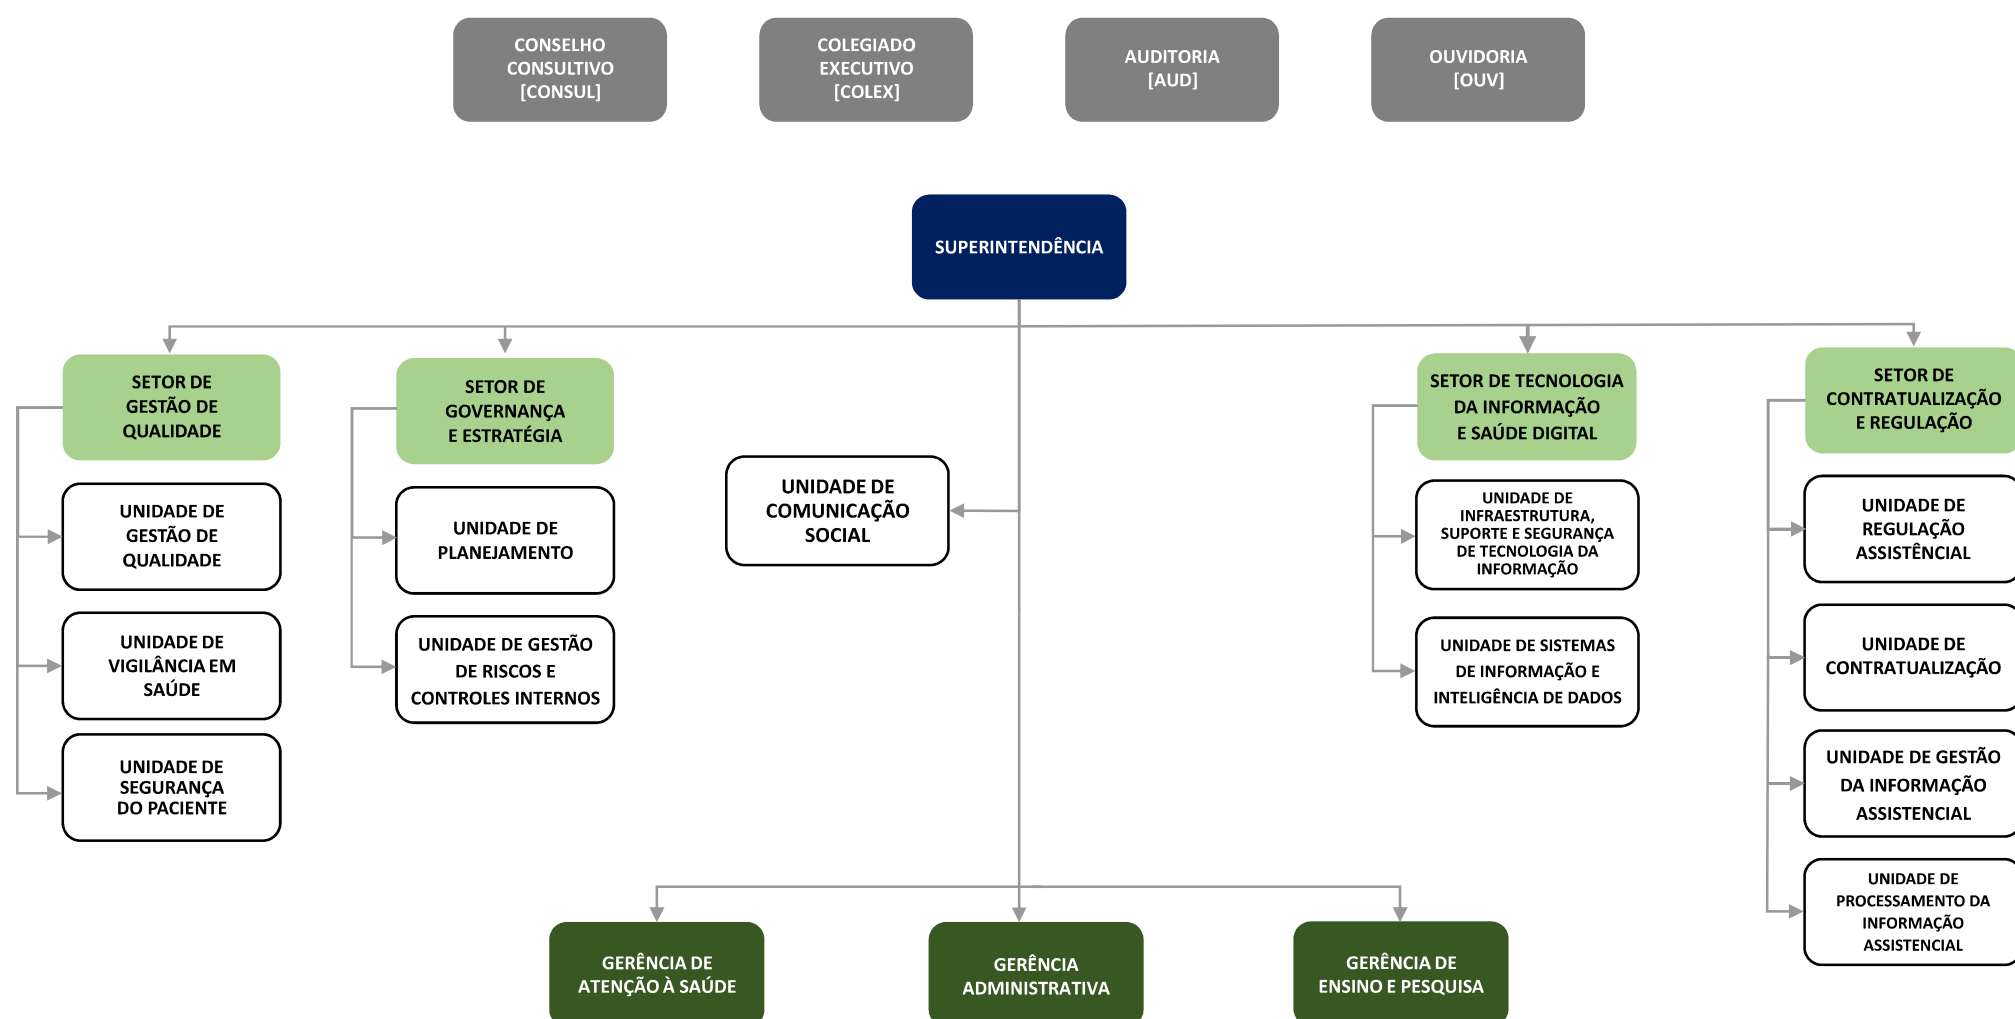 CONSELHO
CONSULTIVO
[CONSUL]
COLEGIADO
EXECUTIVO
[COLEX]
AUDITORIA
[AUD]
OUVIDORIA
[OUV]
SUPERINTENDÊNCIA
SETOR DE
GESTÃO DE
QUALIDADE
UNIDADE DE
GESTÃO DE
QUALIDADE
UNIDADE DE
VIGILÂNCIA EM
SAÚDE
UNIDADE DE
SEGURANÇA
DO PACIENTE
SETOR DE
GOVERNANÇA
E ESTRATÉGIA
UNIDADE DE
PLANEJAMENTO
UNIDADE DE GESTÃO
DE RISCOS E
CONTROLES INTERNOS
UNIDADE DE
COMUNICAÇÃO
SOCIAL
SETOR DE TECNOLOGIA
DA INFORMAÇÃO
E SAÚDE DIGITAL
UNIDADE DE
INFRAESTRUTURA,
SUPORTE E SEGURANÇA
DE TECNOLOGIA DA
INFORMAÇÃO
UNIDADE DE SISTEMAS
DE INFORMAÇÃO E
INTELIGÊNCIA DE DADOS
SETOR DE
CONTRATUALIZAÇÃO
E REGULAÇÃO
UNIDADE DE
REGULAÇÃO
ASSISTÊNCIAL
UNIDADE DE
CONTRATUALIZAÇÃO
UNIDADE DE GESTÃO
DA INFORMAÇÃO
ASSISTENCIAL
UNIDADE DE
PROCESSAMENTO DA
INFORMAÇÃO
ASSISTENCIAL
GERÊNCIA DE
ATENÇÃO À SAÚDE
GERÊNCIA
ADMINISTRATIVA
GERÊNCIA DE
ENSINO E PESQUISA